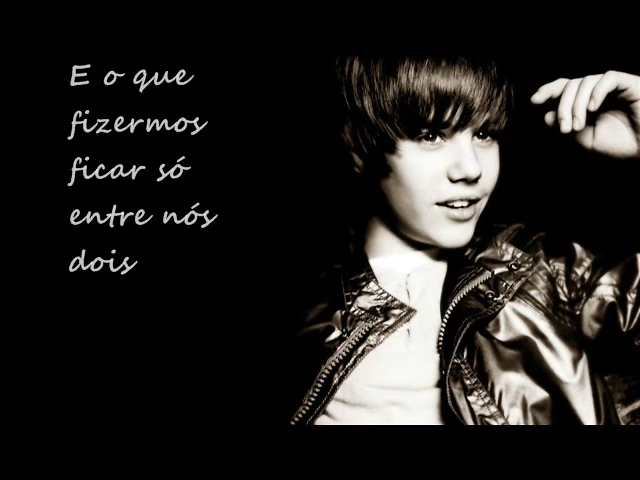 E o que
fizermos
ficar só
entre nós
dois